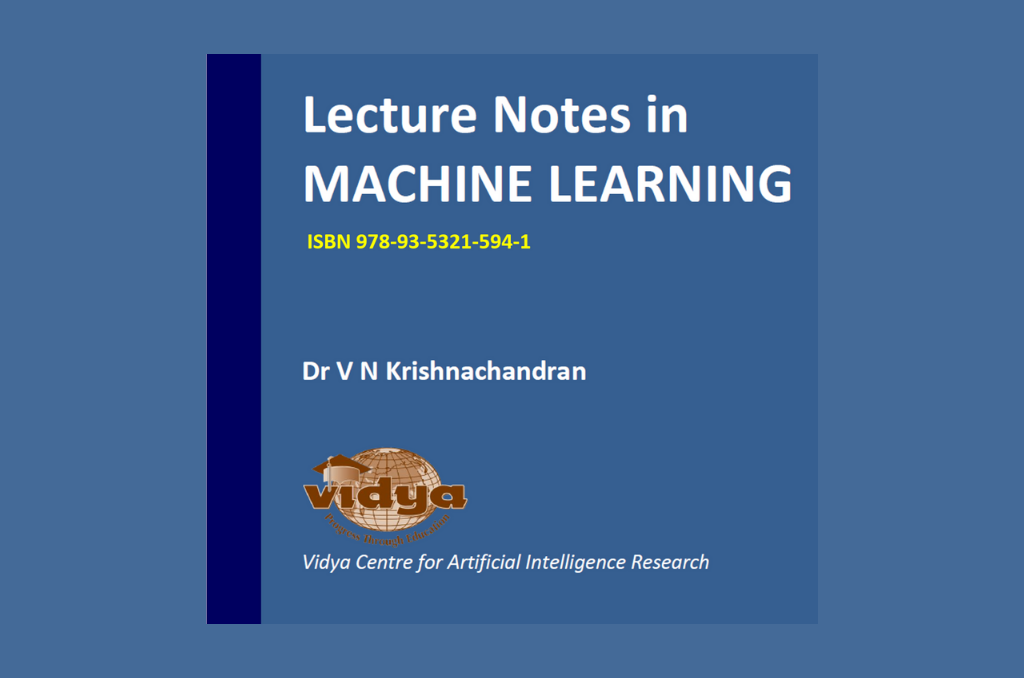 Lecture Notes in
MACHINE LEARNING
ISBN 978-93-5321-594-1
Dr V N Krishnachandran
vidya
Progress Through Education
Vidya Centre for Artificial Intelligence Research